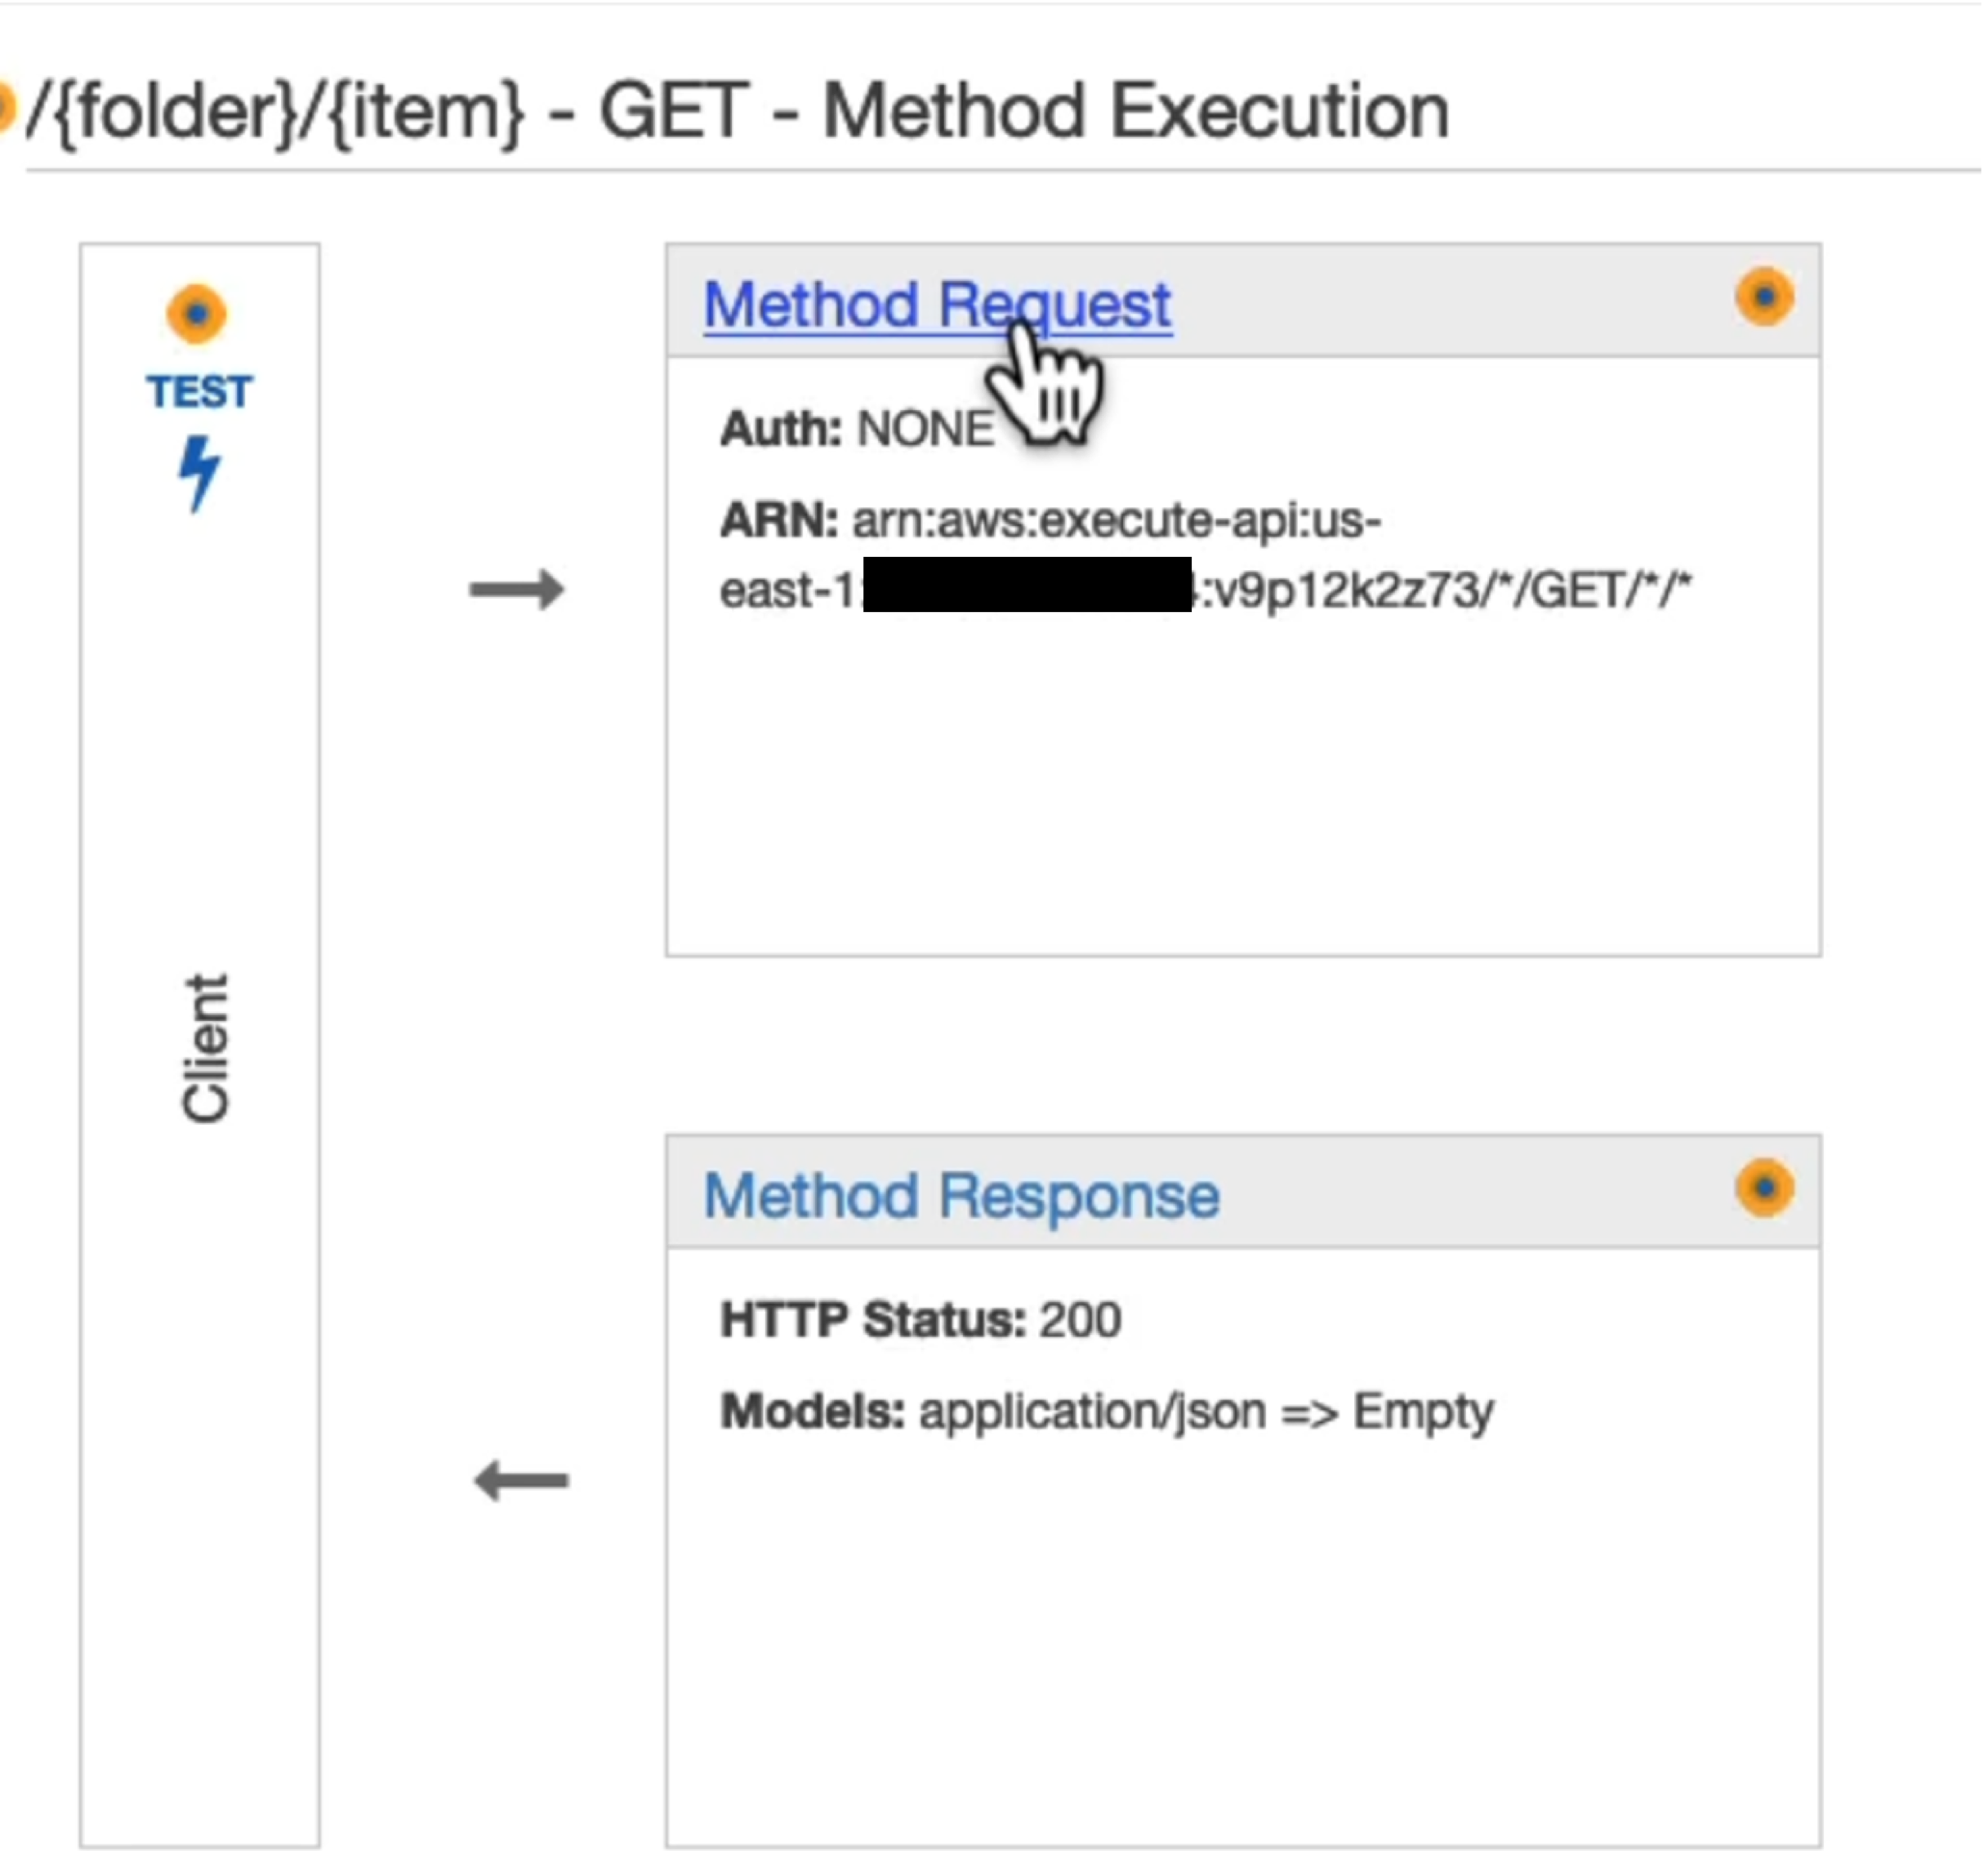 /{folder}/{item} - GET - Method Execution
TEST
Client
Method Request
Auth: NONE
ARN: arn:aws:execute-api:us-
east-1: :v9p12k2z73/*/GET/*/*
Method Response
HTTP Status: 200
Models: application/json => Empty